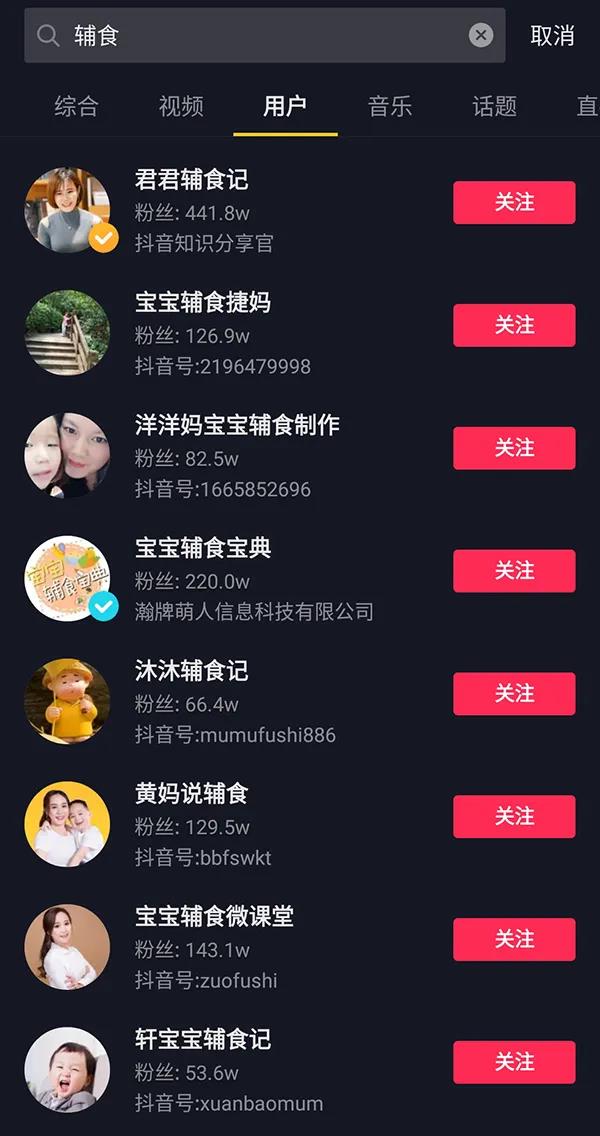 辅食
取消
综合 视频 用户 音乐 话题 直
君君辅食记
粉丝: 441.8w
抖音知识分享官
关注
宝宝辅食捷妈
粉丝: 126.9w
抖音号:2196479998
关注
洋洋妈宝宝辅食制作
粉丝: 82.5w
抖音号:1665852696
关注
宝宝
辅食宝典
宝宝辅食宝典
粉丝: 220.0w
瀚牌萌人信息科技有限公司
关注
沐沐辅食记
粉丝: 66.4w
抖音号:mumufushi886
关注
黄妈说辅食
粉丝: 129.5w
抖音号:bbfswkt
关注
宝宝辅食微课堂
粉丝: 143.1w
抖音号:zuofushi
关注
轩宝宝辅食记
粉丝: 53.6w
抖音号:xuanbaomum
关注